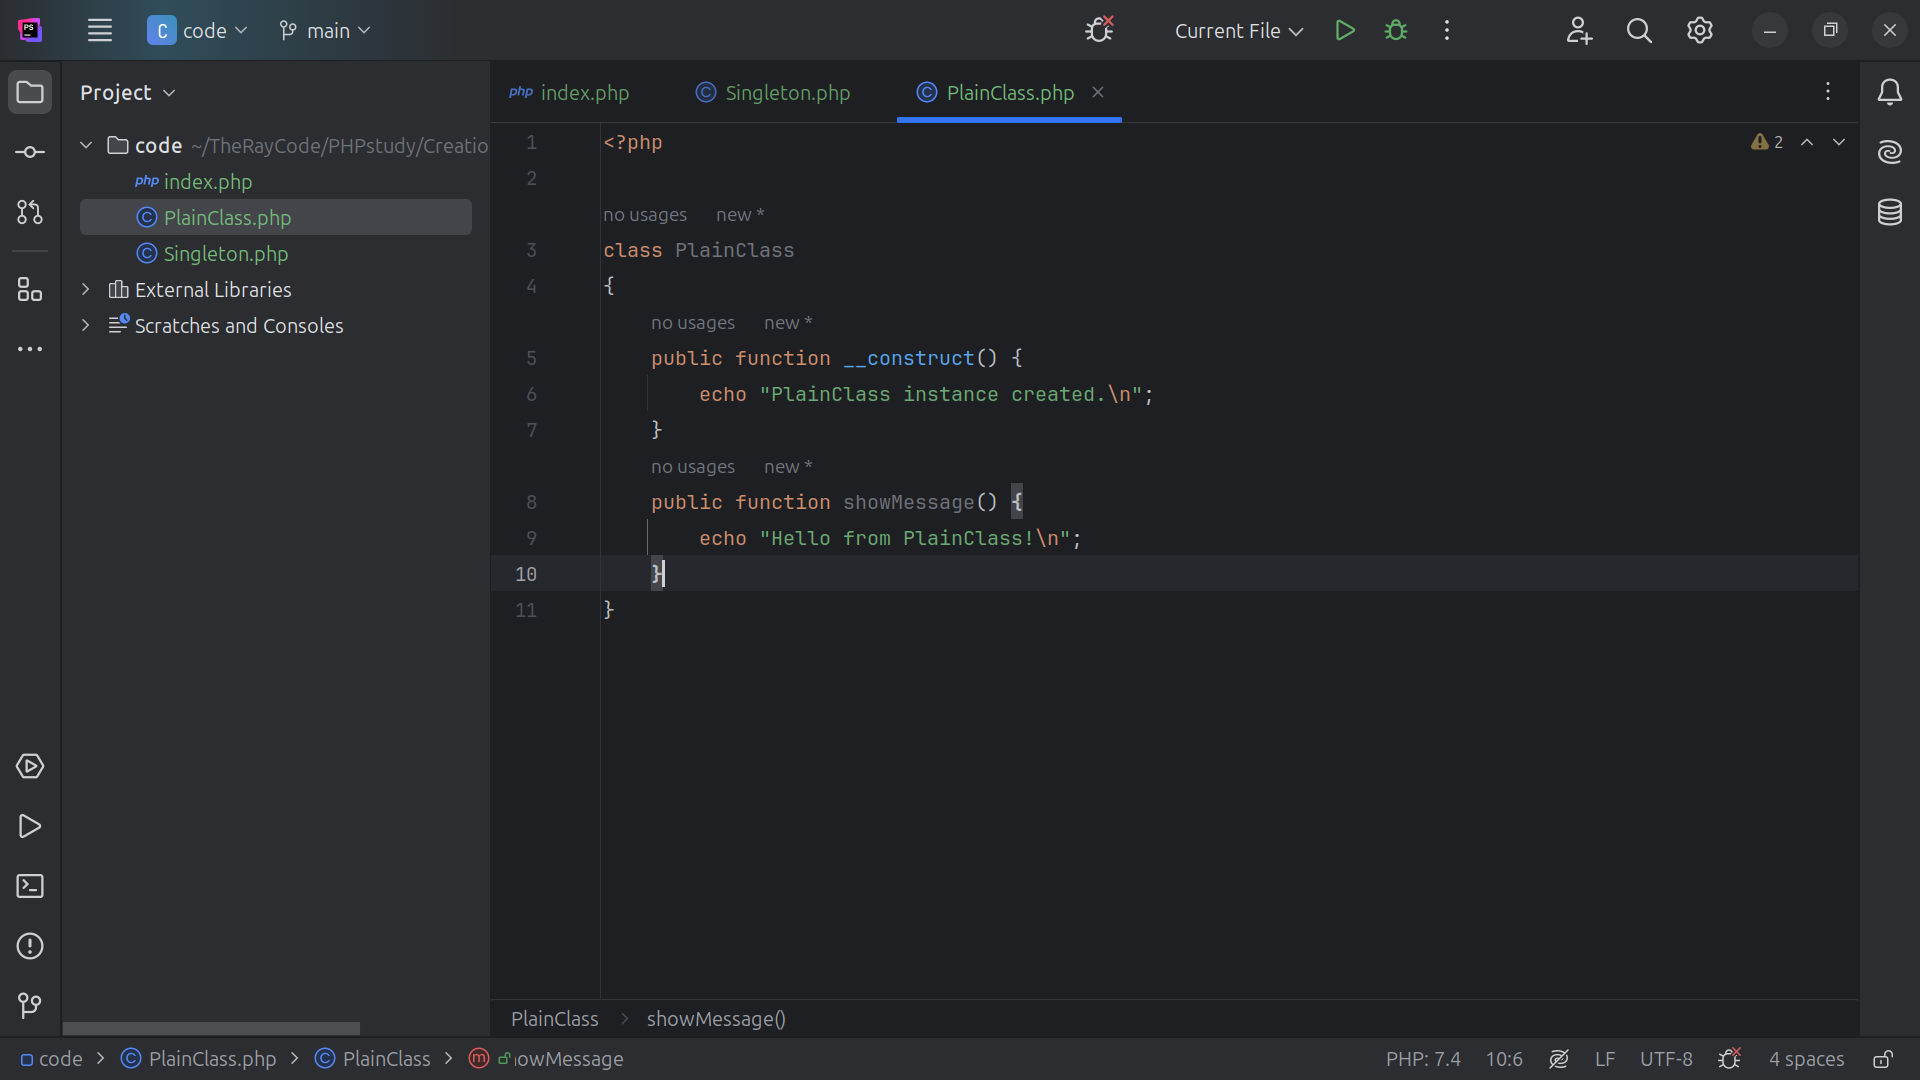 PS
C code main
Current File
Project
code ~/TheRayCode/PHPstudy/Creatio
php index.php
C PlainClass.php
C Singleton.php
External Libraries
Scratches and Consoles
php index.php C Singleton.php C PlainClass.php
2
1 <?php
2
no usages new *
3 class PlainClass
4 {
no usages new *
5 public function __construct() {
6 echo "PlainClass instance created.\n";
7 }
no usages new *
8 public function showMessage() {
9 echo "Hello from PlainClass!\n";
10 }
11 }
PlainClass > showMessage()
code > C PlainClass.php > C PlainClass > m owMessage
PHP: 7.4 10:6 LF UTF-8 4 spaces